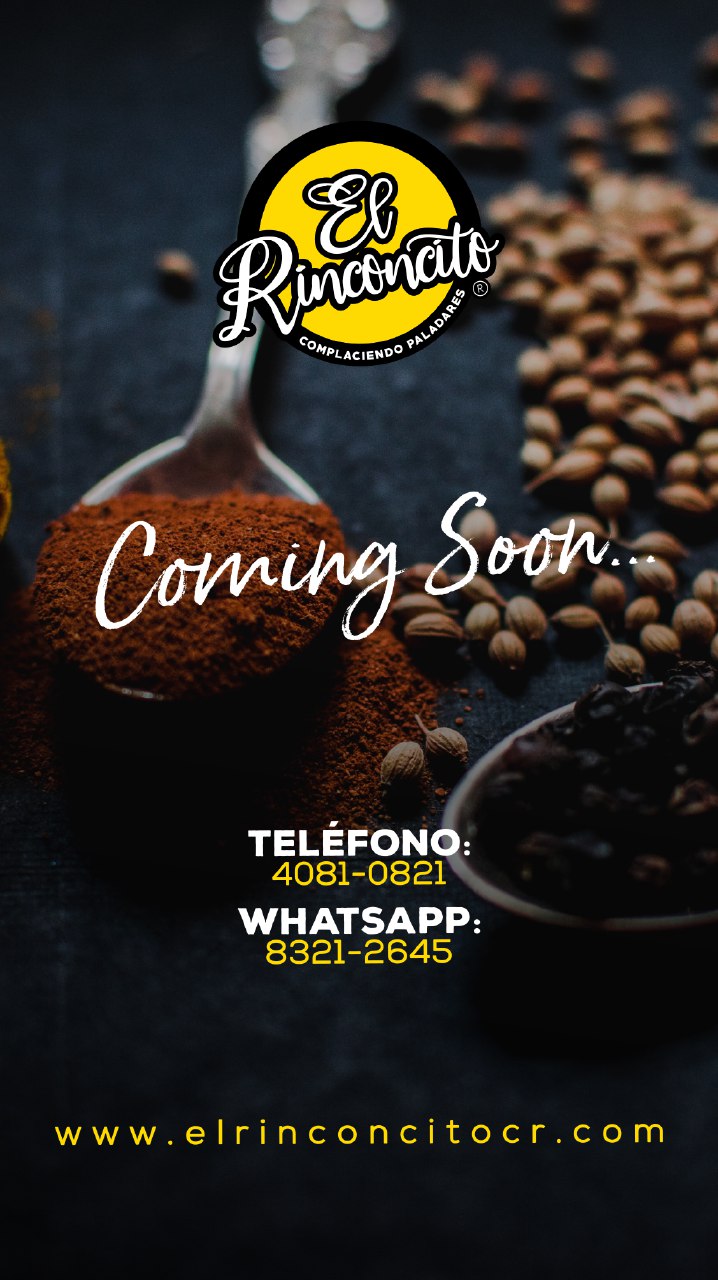 El
Rinconcito
®
COMPLACIENDO PALADARES
Coming Soon...
TELÉFONO:
4081-0821
WHATSAPP:
8321-2645
www.elrinconcitocr.com